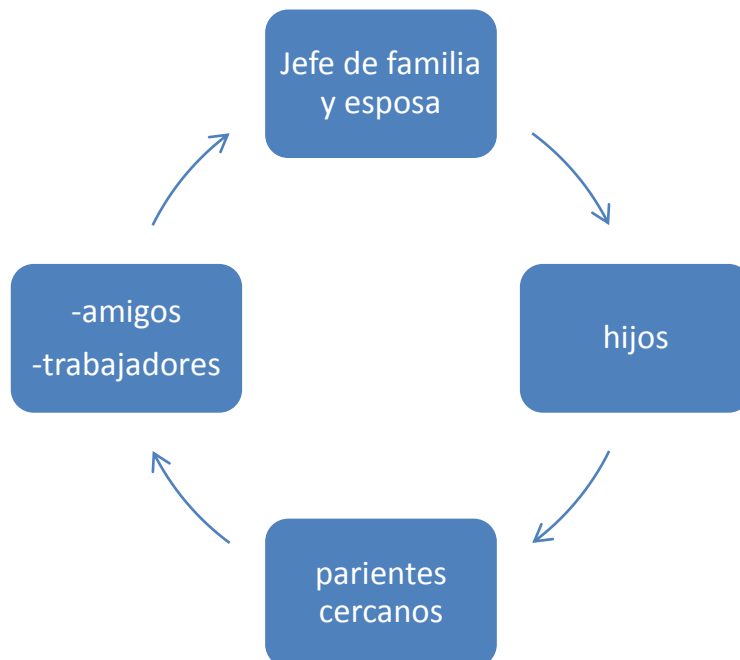 Jefe de familia
y esposa
hijos
parientes
cercanos
-amigos
-trabajadores